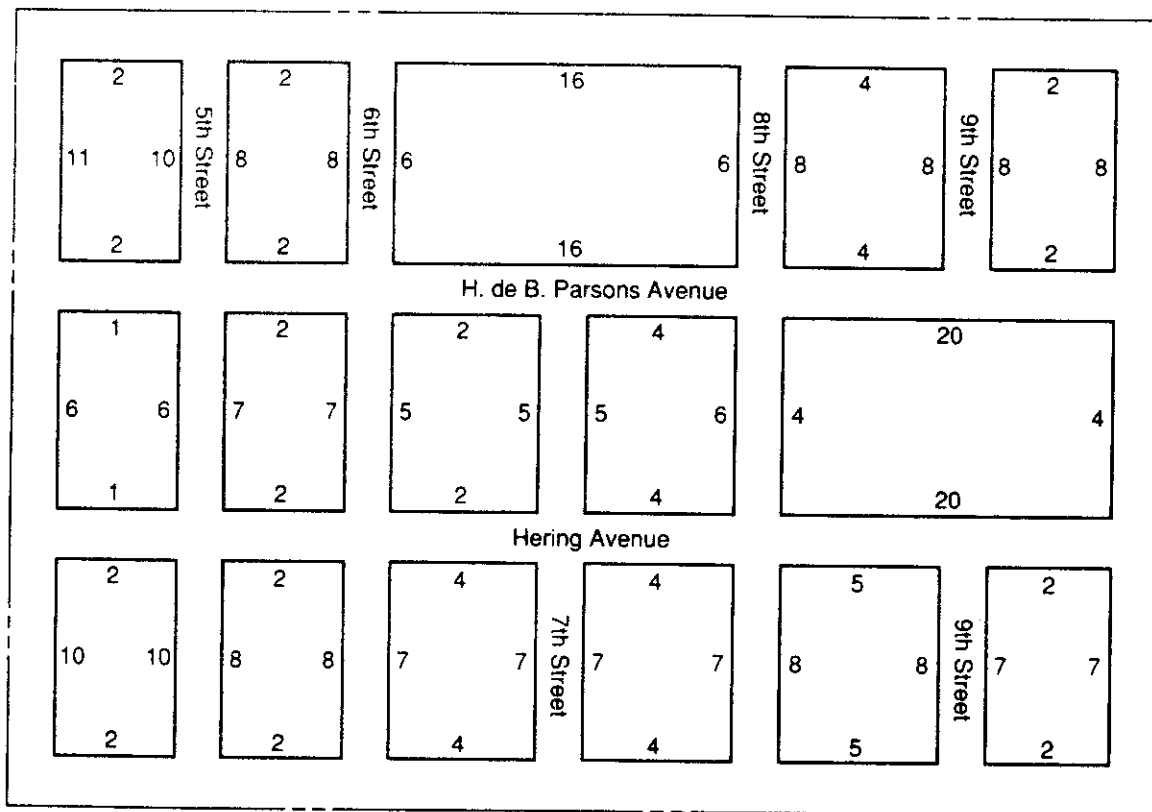 2 2 16 4 2
11 10 5th Street 8 8 6th Street 6 6 8th Street 8 8 9th Street 8 8
2 2 16 4 2
H. de B. Parsons Avenue
1 2 2 4 20
6 6 7 7 5 5 5 6 4 4
1 2 2 4 20
Hering Avenue
2 2 4 4 5 2
10 10 8 8 7 7 7th Street 7 7 8 8 9th Street 7 7
2 2 4 4 5 2